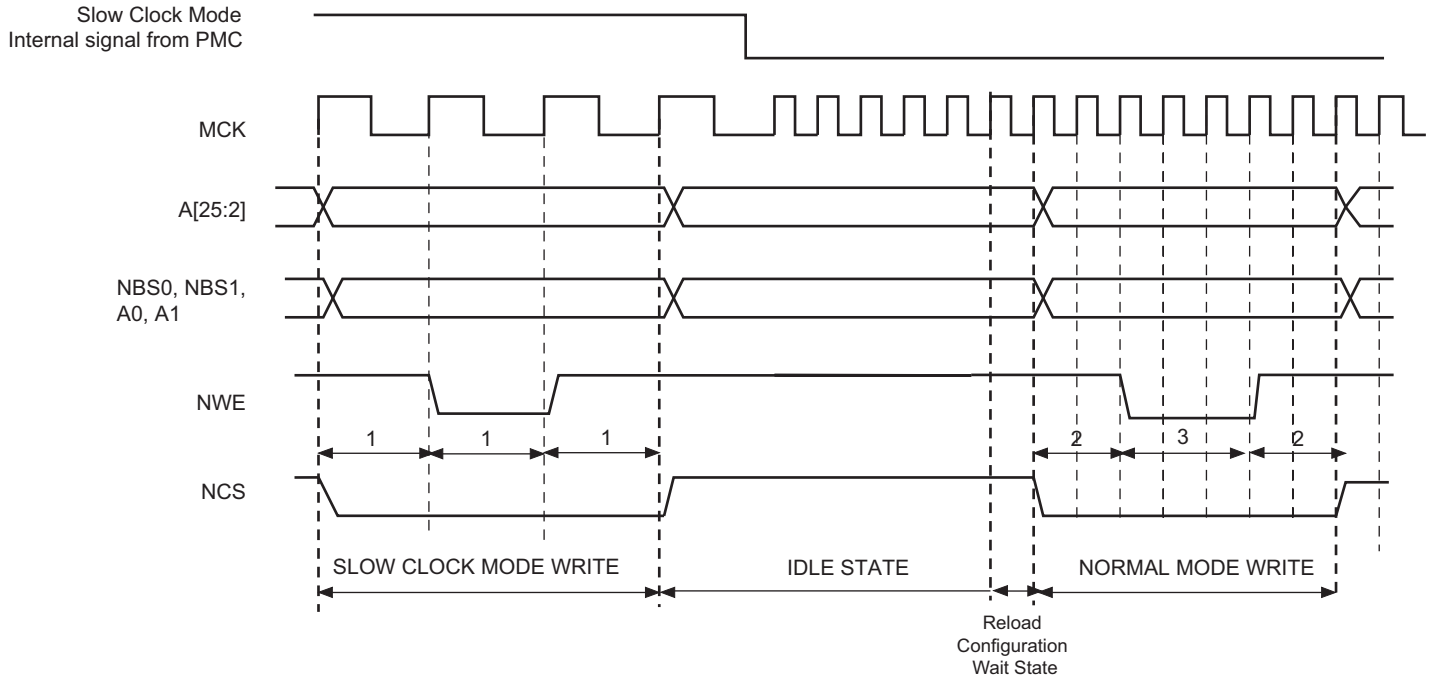 Slow Clock Mode
Internal signal from PMC
MCK
A[25:2]
NBS0, NBS1,
A0, A1
NWE
1 1 1 2 3 2
NCS
SLOW CLOCK MODE WRITE IDLE STATE NORMAL MODE WRITE
Reload
Configuration
Wait State